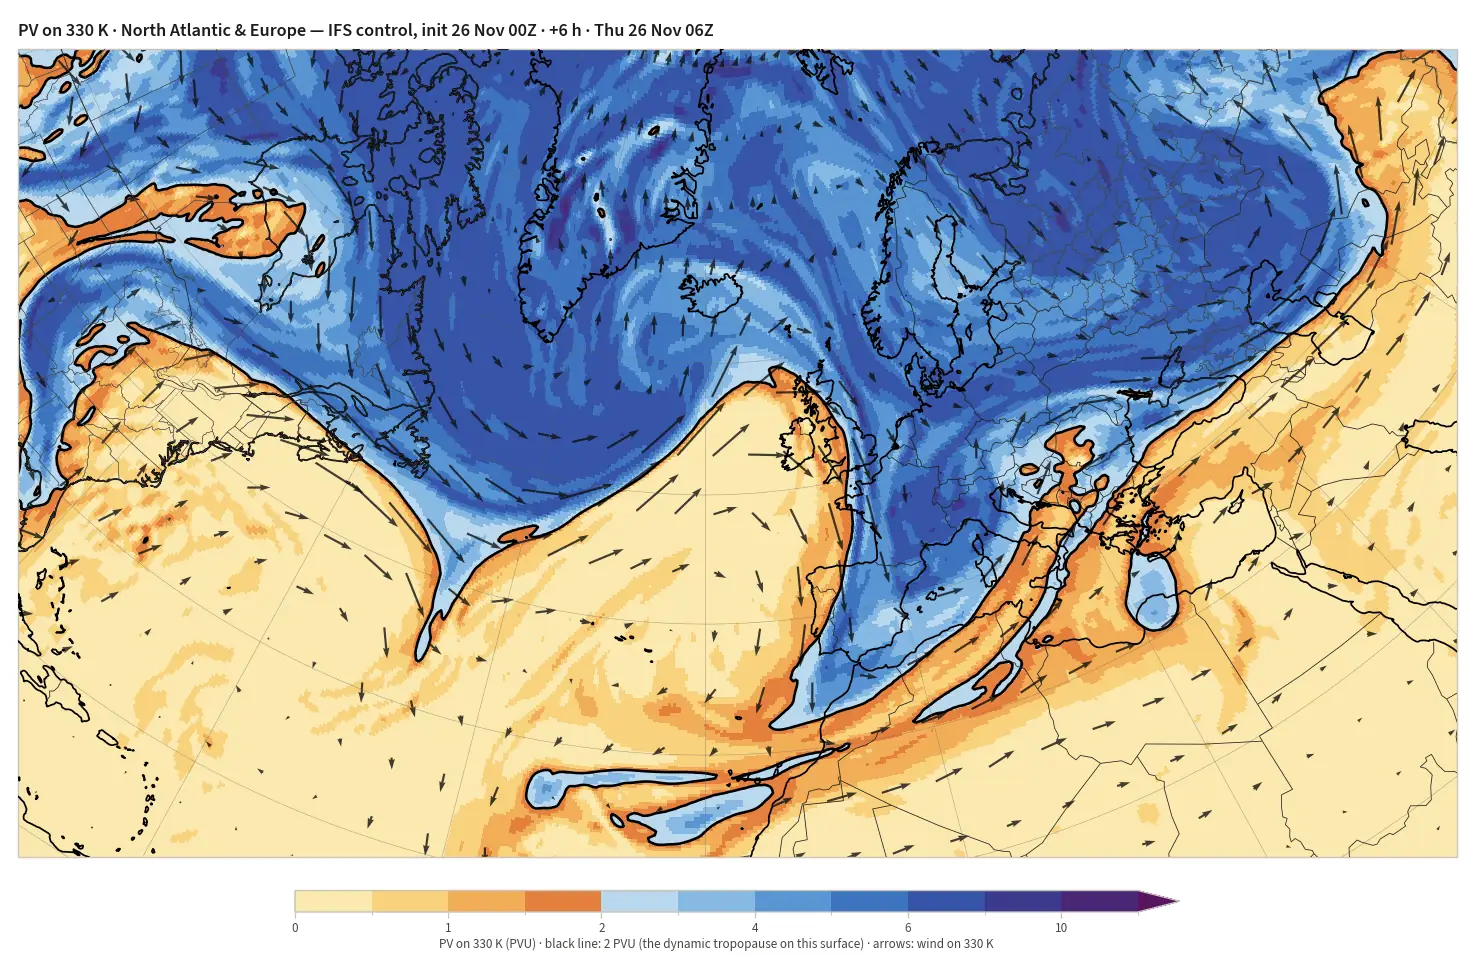 PV on 330 K · North Atlantic & Europe — IFS control, init 26 Nov 00Z · +6 h · Thu 26 Nov 06Z
0 1 2 4 6 10
PV on 330 K (PVU) · black line: 2 PVU (the dynamic tropopause on this surface) · arrows: wind on 330 K